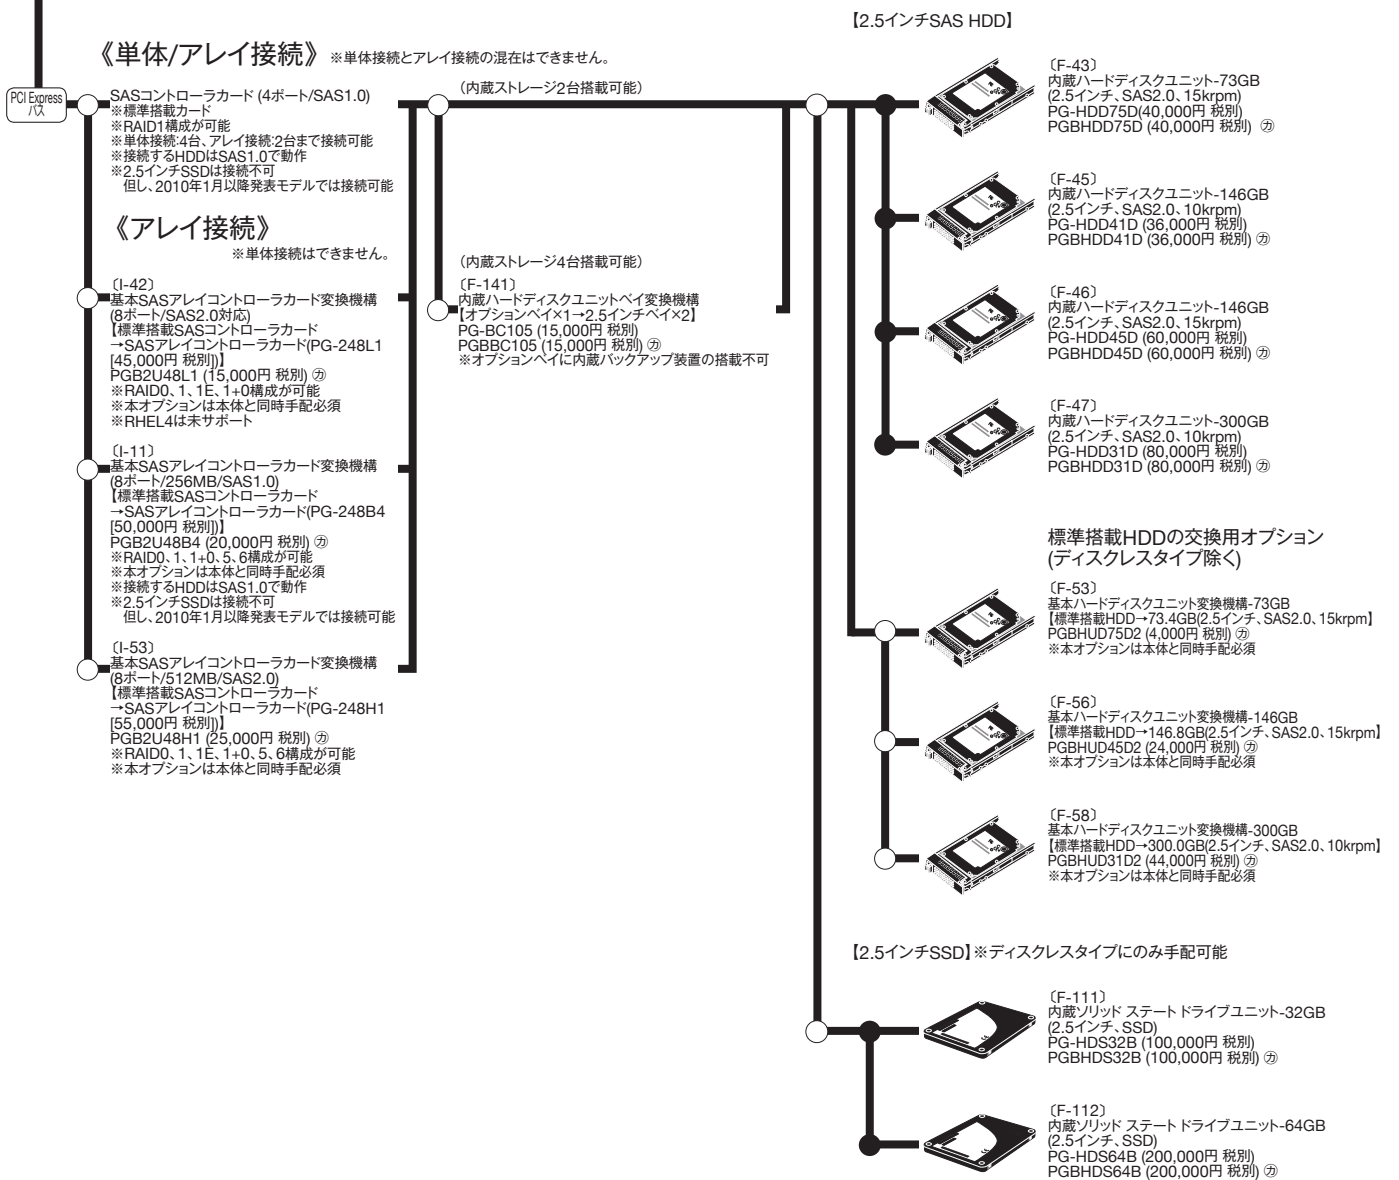 PCI Express
バス
《単体/アレイ接続》 ※単体接続とアレイ接続の混在はできません。
SASコントローラカード (4ポート/SAS1.0)
※標準搭載カード
※RAID1構成が可能
※単体接続:4台、アレイ接続:2台まで接続可能
※接続するHDDはSAS1.0で動作
※2.5インチSSDは接続不可
但し、2010年1月以降発表モデルでは接続可能
《アレイ接続》
※単体接続はできません。
〔I-42〕
基本SASアレイコントローラカード変換機構
(8ポート/SAS2.0対応)
【標準搭載SASコントローラカード
→SASアレイコントローラカード(PG-248L1
[45,000円 税別])】
PGB2U48L1 (15,000円 税別) ㋕
※RAID0、1、1E、1+0構成が可能
※本オプションは本体と同時手配必須
※RHEL4は未サポート
〔I-11〕
基本SASアレイコントローラカード変換機構
(8ポート/256MB/SAS1.0)
【標準搭載SASコントローラカード
→SASアレイコントローラカード(PG-248B4
[50,000円 税別])】
PGB2U48B4 (20,000円 税別) ㋕
※RAID0、1、1+0、5、6構成が可能
※本オプションは本体と同時手配必須
※接続するHDDはSAS1.0で動作
※2.5インチSSDは接続不可
但し、2010年1月以降発表モデルでは接続可能
〔I-53〕
基本SASアレイコントローラカード変換機構
(8ポート/512MB/SAS2.0)
【標準搭載SASコントローラカード
→SASアレイコントローラカード(PG-248H1
[55,000円 税別])】
PGB2U48H1 (25,000円 税別) ㋕
※RAID0、1、1E、1+0、5、6構成が可能
※本オプションは本体と同時手配必須
(内蔵ストレージ2台搭載可能)
(内蔵ストレージ4台搭載可能)
〔F-141〕
内蔵ハードディスクユニットベイ変換機構
【オプションベイ×1→2.5インチベイ×2】
PG-BC105 (15,000円 税別)
PGBBC105 (15,000円 税別) ㋕
※オプションベイに内蔵バックアップ装置の搭載不可
【2.5インチSAS HDD】
〔F-43〕
内蔵ハードディスクユニット-73GB
(2.5インチ、SAS2.0、15krpm)
PG-HDD75D(40,000円 税別)
PGBHDD75D (40,000円 税別) ㋕
〔F-45〕
内蔵ハードディスクユニット-146GB
(2.5インチ、SAS2.0、10krpm)
PG-HDD41D (36,000円 税別)
PGBHDD41D (36,000円 税別) ㋕
〔F-46〕
内蔵ハードディスクユニット-146GB
(2.5インチ、SAS2.0、15krpm)
PG-HDD45D (60,000円 税別)
PGBHDD45D (60,000円 税別) ㋕
〔F-47〕
内蔵ハードディスクユニット-300GB
(2.5インチ、SAS2.0、10krpm)
PG-HDD31D (80,000円 税別)
PGBHDD31D (80,000円 税別) ㋕
標準搭載HDDの交換用オプション
(ディスクレスタイプ除く)
〔F-53〕
基本ハードディスクユニット変換機構-73GB
【標準搭載HDD→73.4GB(2.5インチ、SAS2.0、15krpm】
PGBHUD75D2 (4,000円 税別) ㋕
※本オプションは本体と同時手配必須
〔F-56〕
基本ハードディスクユニット変換機構-146GB
【標準搭載HDD→146.8GB(2.5インチ、SAS2.0、15krpm】
PGBHUD45D2 (24,000円 税別) ㋕
※本オプションは本体と同時手配必須
〔F-58〕
基本ハードディスクユニット変換機構-300GB
【標準搭載HDD→300.0GB(2.5インチ、SAS2.0、10krpm】
PGBHUD31D2 (44,000円 税別) ㋕
※本オプションは本体と同時手配必須
【2.5インチSSD】※ディスクレスタイプにのみ手配可能
〔F-111〕
内蔵ソリッド ステートドライブユニット-32GB
(2.5インチ、SSD)
PG-HDS32B (100,000円 税別)
PGBHDS32B (100,000円 税別) ㋕
〔F-112〕
内蔵ソリッド ステートドライブユニット-64GB
(2.5インチ、SSD)
PG-HDS64B (200,000円 税別)
PGBHDS64B (200,000円 税別) ㋕